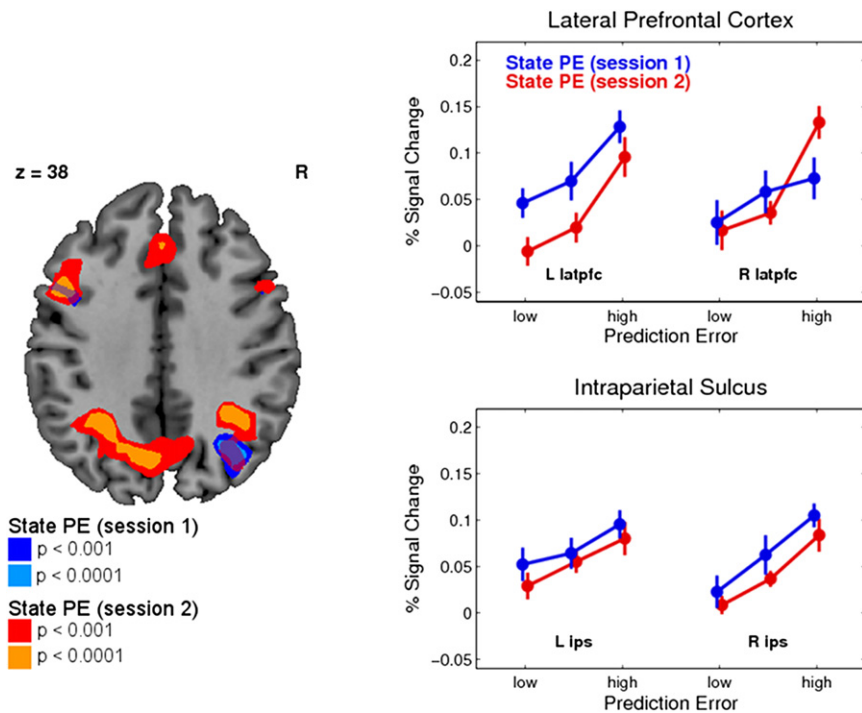 z = 38
R
State PE (session 1)
p < 0.001
p < 0.0001
State PE (session 2)
p < 0.001
p < 0.0001
Lateral Prefrontal Cortex
State PE (session 1)
State PE (session 2)
% Signal Change
0.2
0.15
0.1
0.05
0
−0.05
L latpfc
R latpfc
low
high
low
high
Prediction Error
Intraparietal Sulcus
% Signal Change
0.2
0.15
0.1
0.05
0
−0.05
L ips
R ips
low
high
low
high
Prediction Error